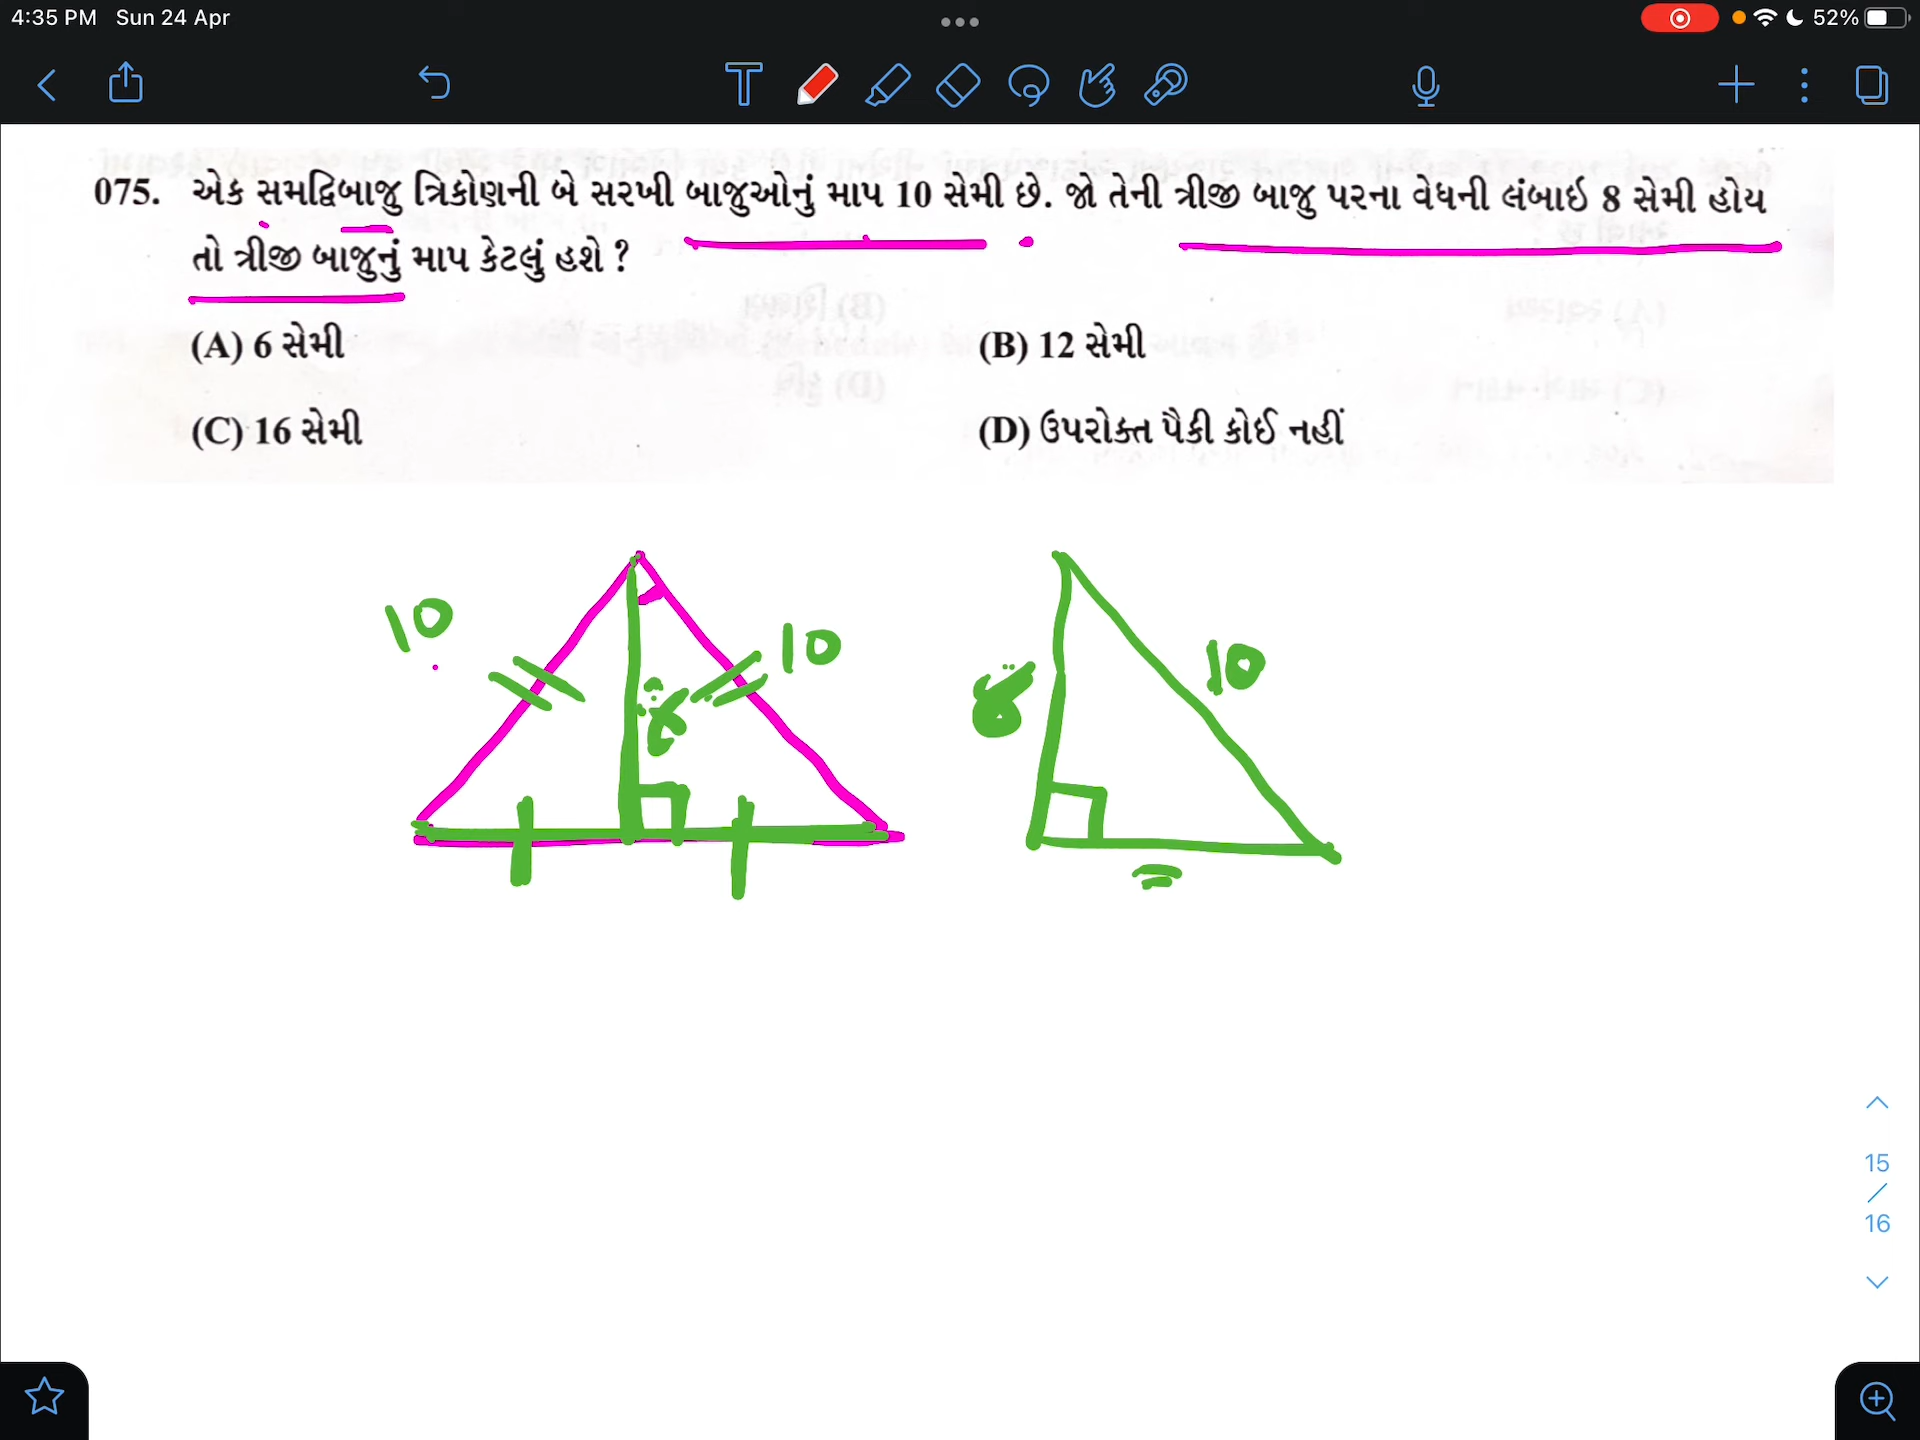 4:35 PM Sun 24 Apr
52%
075. એક સમદ્વિબાજુ ત્રિકોણની બે સરખી બાજુઓનું માપ 10 સેમી છે. જો તેની ત્રીજી બાજુ પરના વેધની લંબાઇ 8 સેમી હોય
તો ત્રીજી બાજુનું માપ કેટલું હશે ?
(A) 6 સેમી
(B) 12 સેમી
(C) 16 સેમી
(D) ઉપરોક્ત પૈકી કોઈ નહીં
10
10
8
8
10
15
/
16